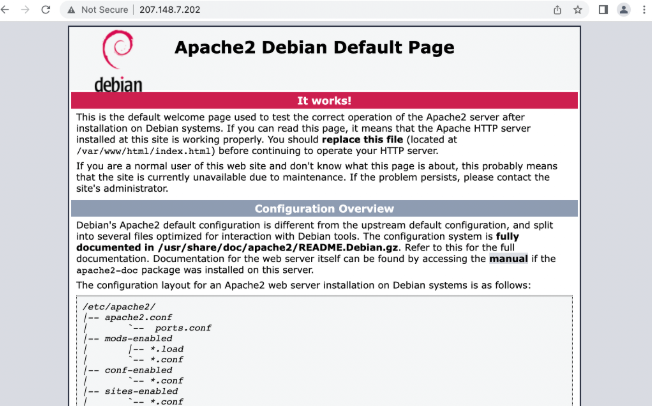 Not Secure | 207.148.7.202
debian
Apache2 Debian Default Page
It works!
This is the default welcome page used to test the correct operation of the Apache2 server after
installation on Debian systems. If you can read this page, it means that the Apache HTTP server
installed at this site is working properly. You should replace this file (located at
/var/www/html/index.html) before continuing to operate your HTTP server.
If you are a normal user of this web site and don't know what this page is about, this probably means
that the site is currently unavailable due to maintenance. If the problem persists, please contact the
site's administrator.
Configuration Overview
Debian's Apache2 default configuration is different from the upstream default configuration, and split
into several files optimized for interaction with Debian tools. The configuration system is fully
documented in /usr/share/doc/apache2/README.Debian.gz. Refer to this for the full
documentation. Documentation for the web server itself can be found by accessing the manual if the
apache2-doc package was installed on this server.
The configuration layout for an Apache2 web server installation on Debian systems is as follows:
/etc/apache2/
|-- apache2.conf
|       `--  ports.conf
|-- mods-enabled
|       |-- *.load
|       `-- *.conf
|-- conf-enabled
|       `-- *.conf
|-- sites-enabled
|       `-- *.conf